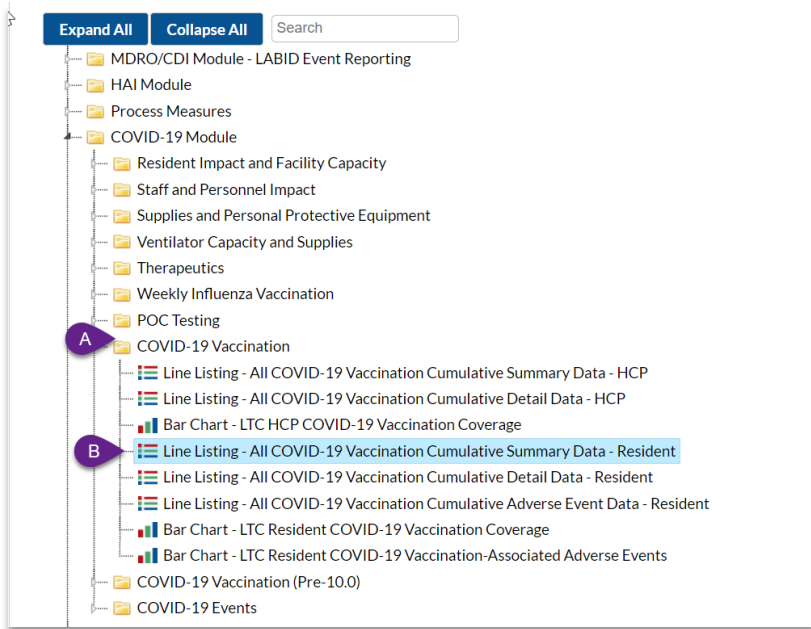 Expand All Collapse All Search
MDRO/CDI Module - LABID Event Reporting
HAI Module
Process Measures
COVID-19 Module
Resident Impact and Facility Capacity
Staff and Personnel Impact
Supplies and Personal Protective Equipment
Ventilator Capacity and Supplies
Therapeutics
Weekly Influenza Vaccination
POC Testing
A
COVID-19 Vaccination
Line Listing - All COVID-19 Vaccination Cumulative Summary Data - HCP
Line Listing - All COVID-19 Vaccination Cumulative Detail Data - HCP
Bar Chart - LTC HCP COVID-19 Vaccination Coverage
B Line Listing - All COVID-19 Vaccination Cumulative Summary Data - Resident
Line Listing - All COVID-19 Vaccination Cumulative Detail Data - Resident
Line Listing - All COVID-19 Vaccination Cumulative Adverse Event Data - Resident
Bar Chart - LTC Resident COVID-19 Vaccination Coverage
Bar Chart - LTC Resident COVID-19 Vaccination-Associated Adverse Events
COVID-19 Vaccination (Pre-10.0)
COVID-19 Events